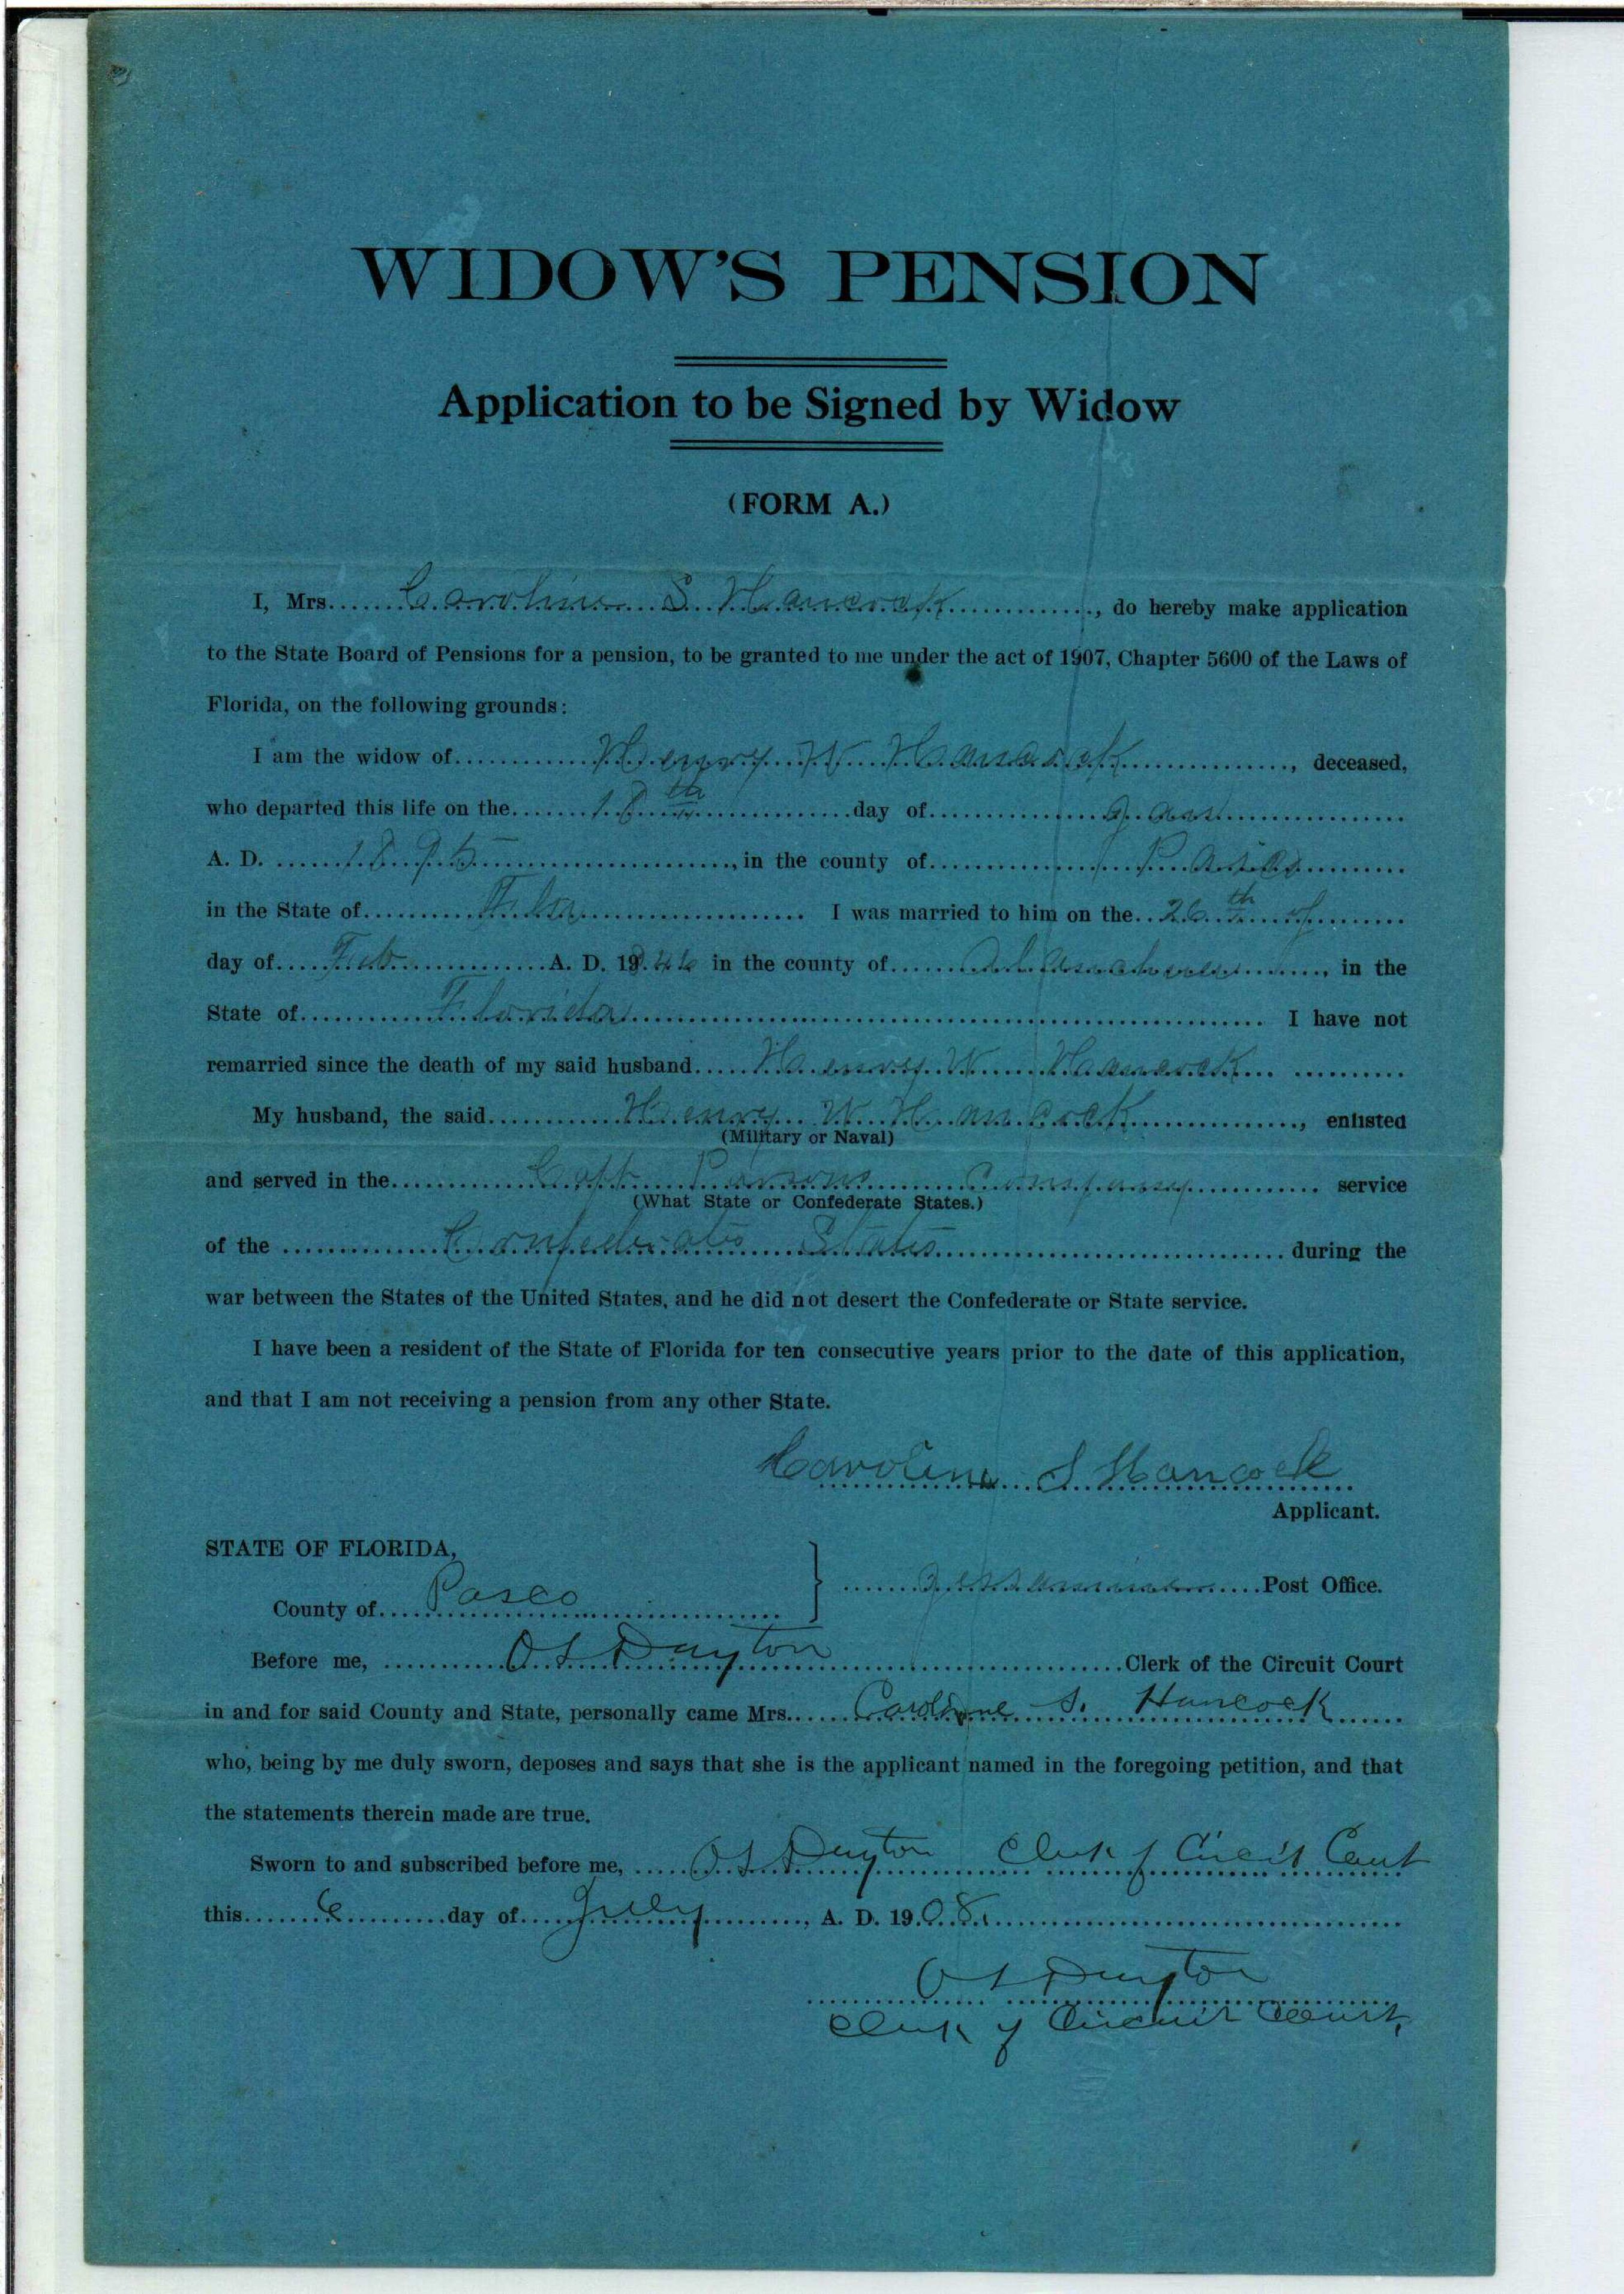 WIDOW'S PENSION
Application to be Signed by Widow
(FORM A.)
I, Mrs. Caroline S Hancock, do hereby make application
to the State Board of Pensions for a pension, to be granted to me under the act of 1907, Chapter 5600 of the Laws of
Florida, on the following grounds:
I am the widow of Henry W Hancock, deceased,
who departed this life on the 18th day of Jan
A. D. 1895, in the county of Pasco
in the State of Fla I was married to him on the 26th of
day of Feb A. D. 1846 in the county of Alanchua, in the
State of Florida I have not
remarried since the death of my said husband Henry W Hancock
My husband, the said Henry W Hancock, enlisted
(Military or Naval)
and served in the Capt Parsons Company service
(What State or Confederate States.)
of the Confederate States during the
war between the States of the United States, and he did not desert the Confederate or State service.
I have been a resident of the State of Florida for ten consecutive years prior to the date of this application,
and that I am not receiving a pension from any other State.
Caroline S Hancock
Applicant.
STATE OF FLORIDA,
County of Pasco
Post Office.
Before me, O L Dayton Clerk of the Circuit Court
in and for said County and State, personally came Mrs. Caroline S. Hancock
who, being by me duly sworn, deposes and says that she is the applicant named in the foregoing petition, and that
the statements therein made are true.
Sworn to and subscribed before me, O L Dayton Clerk of Circuit Court
this 6 day of July, A. D. 1908.
O L Dayton
Clerk of Circuit Court,